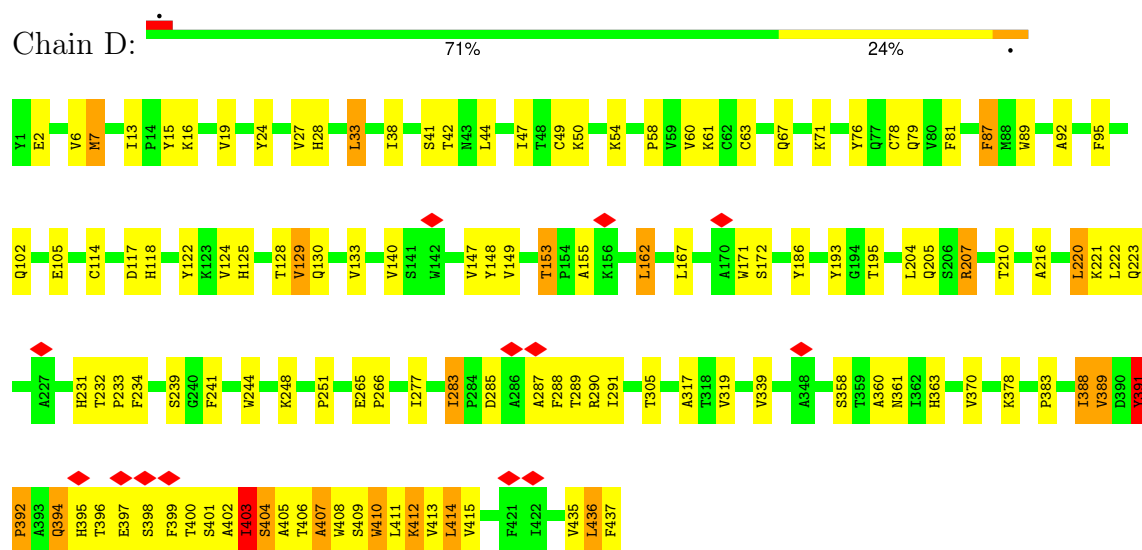 Chain D:
71% 24%
Y1 E2 V6 M7 I13 P14 Y15 K16 V19 Y24 V27 H28 L33 I38 S41 T42 N43 L44 I47 T48 C49 K50 K54 P58 V59 V60 K61 C62 C63 Q67 K71 Y76 Q77 C78 Q79 V80 F81 F87 M88 W89 A92 F95
Q102 E105 C114 D117 H118 Y122 K123 V124 H125 T128 V129 Q130 V133 V140 S141 W142 V147 Y148 V149 T153 P154 A155 K156 L162 L167 A170 W171 S172 Y186 Y193 G194 T195 L204 Q205 S206 R207 T210 A216 L220 K221 L222 Q223
A227 H231 T232 P233 F234 S239 G240 F241 W244 K248 P251 E265 P266 I277 I283 P284 D285 A286 A287 F288 T289 R290 I291 T305 A317 T318 V319 V339 A348 S358 T359 A360 N361 I362 H363 V370 K378 P383 I388 V389 D390 Y391
P392 A393 Q394 H395 T396 E397 S398 F399 T400 S401 A402 I403 S404 A405 T406 A407 W408 S409 W410 L411 K412 V413 L414 V415 F421 I422 V435 L436 F437